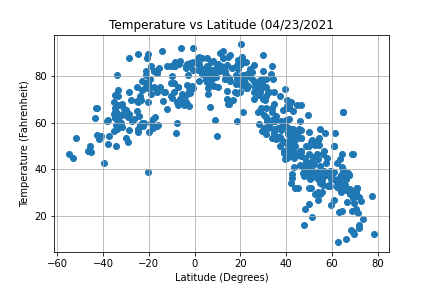 Temperature vs Latitude (04/23/2021
Temperature (Fahrenheit)
80
60
40
20
−60 −40 −20 0 20 40 60 80
Latitude (Degrees)